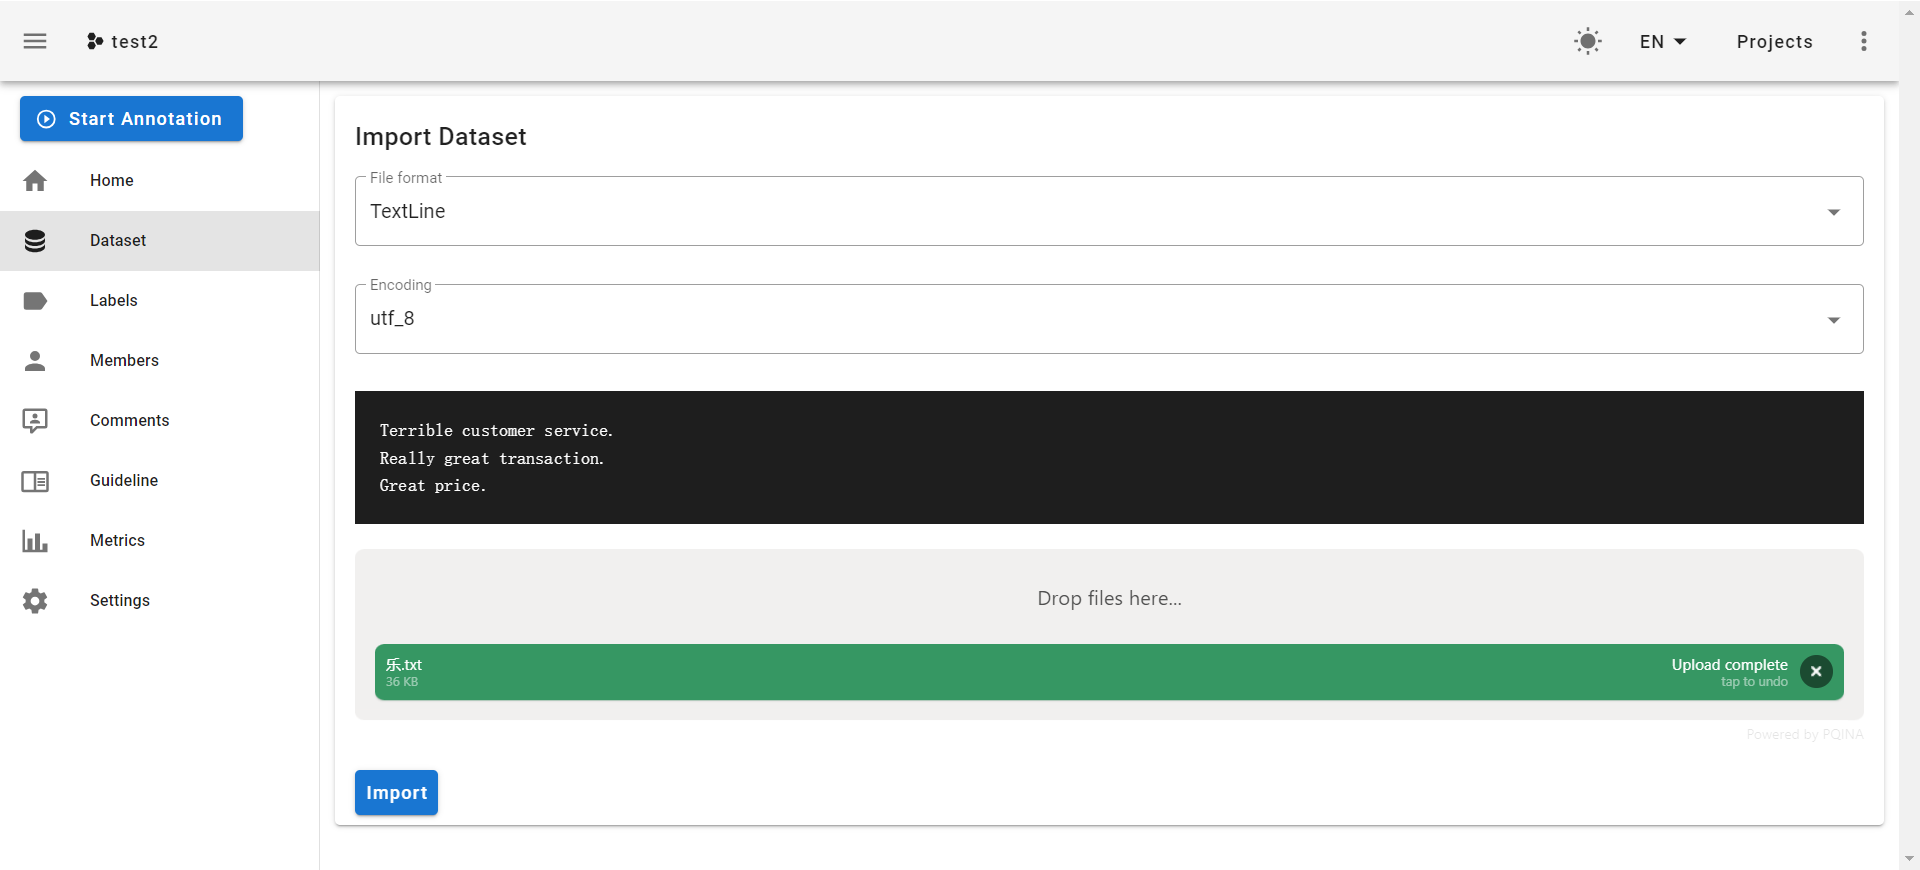 test2
EN
Projects
Start Annotation
Home
Dataset
Labels
Members
Comments
Guideline
Metrics
Settings
Import Dataset
File format
TextLine
Encoding
utf_8
Terrible customer service.
Really great transaction.
Great price.
Drop files here...
乐.txt
36 KB
Upload complete
tap to undo
Powered by PQINA
Import